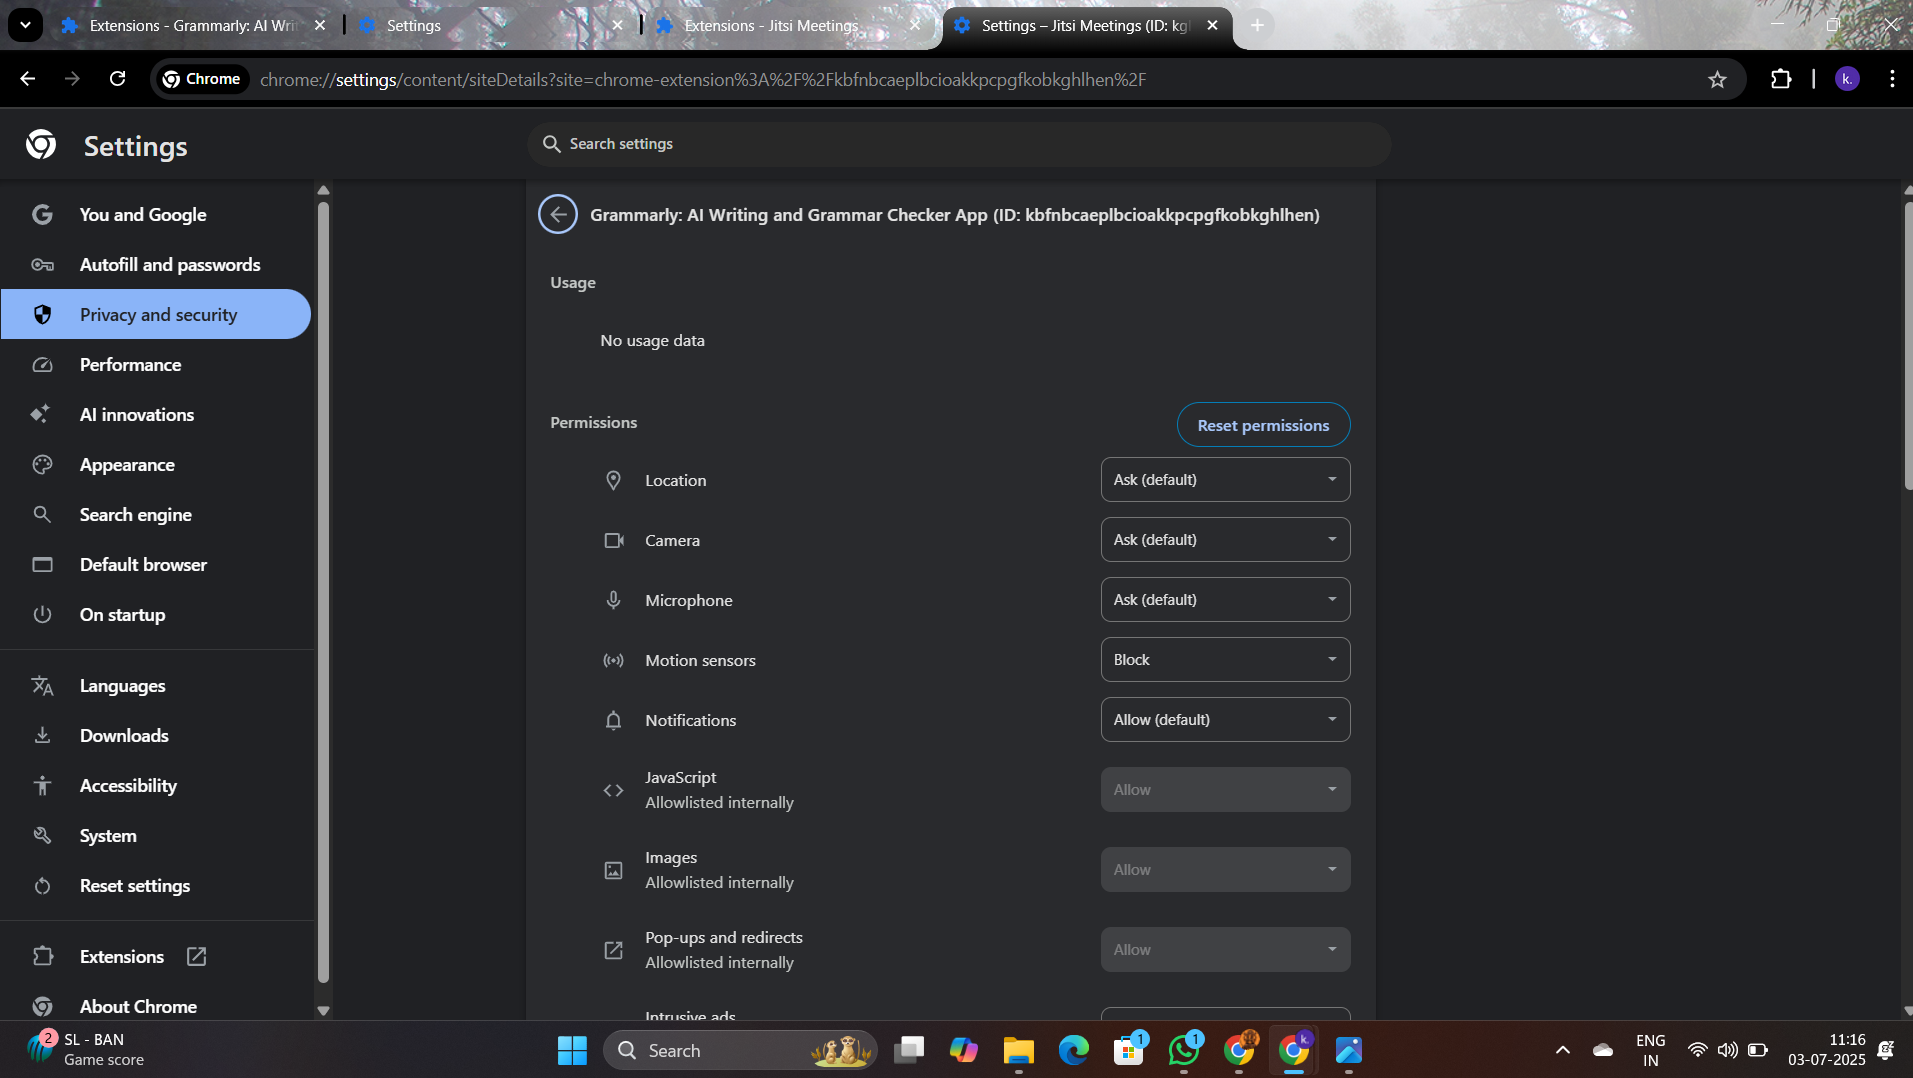 Extensions - Grammarly: AI Writ
Settings
Extensions - Jitsi Meetings
Settings – Jitsi Meetings (ID: kgl
Chrome
chrome://settings/content/siteDetails?site=chrome-extension%3A%2F%2Fkbfnbcaeplbcioakkpcpgfkobkghlhen%2F
k.
Settings
Search settings
You and Google
Autofill and passwords
Privacy and security
Performance
AI innovations
Appearance
Search engine
Default browser
On startup
Languages
Downloads
Accessibility
System
Reset settings
Extensions
About Chrome
Grammarly: AI Writing and Grammar Checker App (ID: kbfnbcaeplbcioakkpcpgfkobkghlhen)
Usage
No usage data
Permissions
Reset permissions
Location
Ask (default)
Camera
Ask (default)
Microphone
Ask (default)
Motion sensors
Block
Notifications
Allow (default)
JavaScript
Allowlisted internally
Allow
Images
Allowlisted internally
Allow
Pop-ups and redirects
Allowlisted internally
Allow
Intrusive ads
2
SL - BAN
Game score
Search
1
1
k.
ENG
IN
11:16
03-07-2025